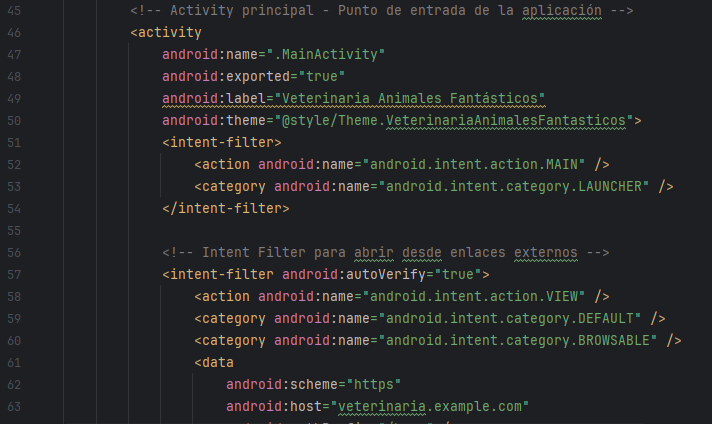 45 <!-- Activity principal - Punto de entrada de la aplicación -->
46 <activity
47 android:name=".MainActivity"
48 android:exported="true"
49 android:label="Veterinaria Animales Fantásticos"
50 android:theme="@style/Theme.VeterinariaAnimalesFantasticos">
51 <intent-filter>
52 <action android:name="android.intent.action.MAIN" />
53 <category android:name="android.intent.category.LAUNCHER" />
54 </intent-filter>
55
56 <!-- Intent Filter para abrir desde enlaces externos -->
57 <intent-filter android:autoVerify="true">
58 <action android:name="android.intent.action.VIEW" />
59 <category android:name="android.intent.category.DEFAULT" />
60 <category android:name="android.intent.category.BROWSABLE" />
61 <data
62 android:scheme="https"
63 android:host="veterinaria.example.com"